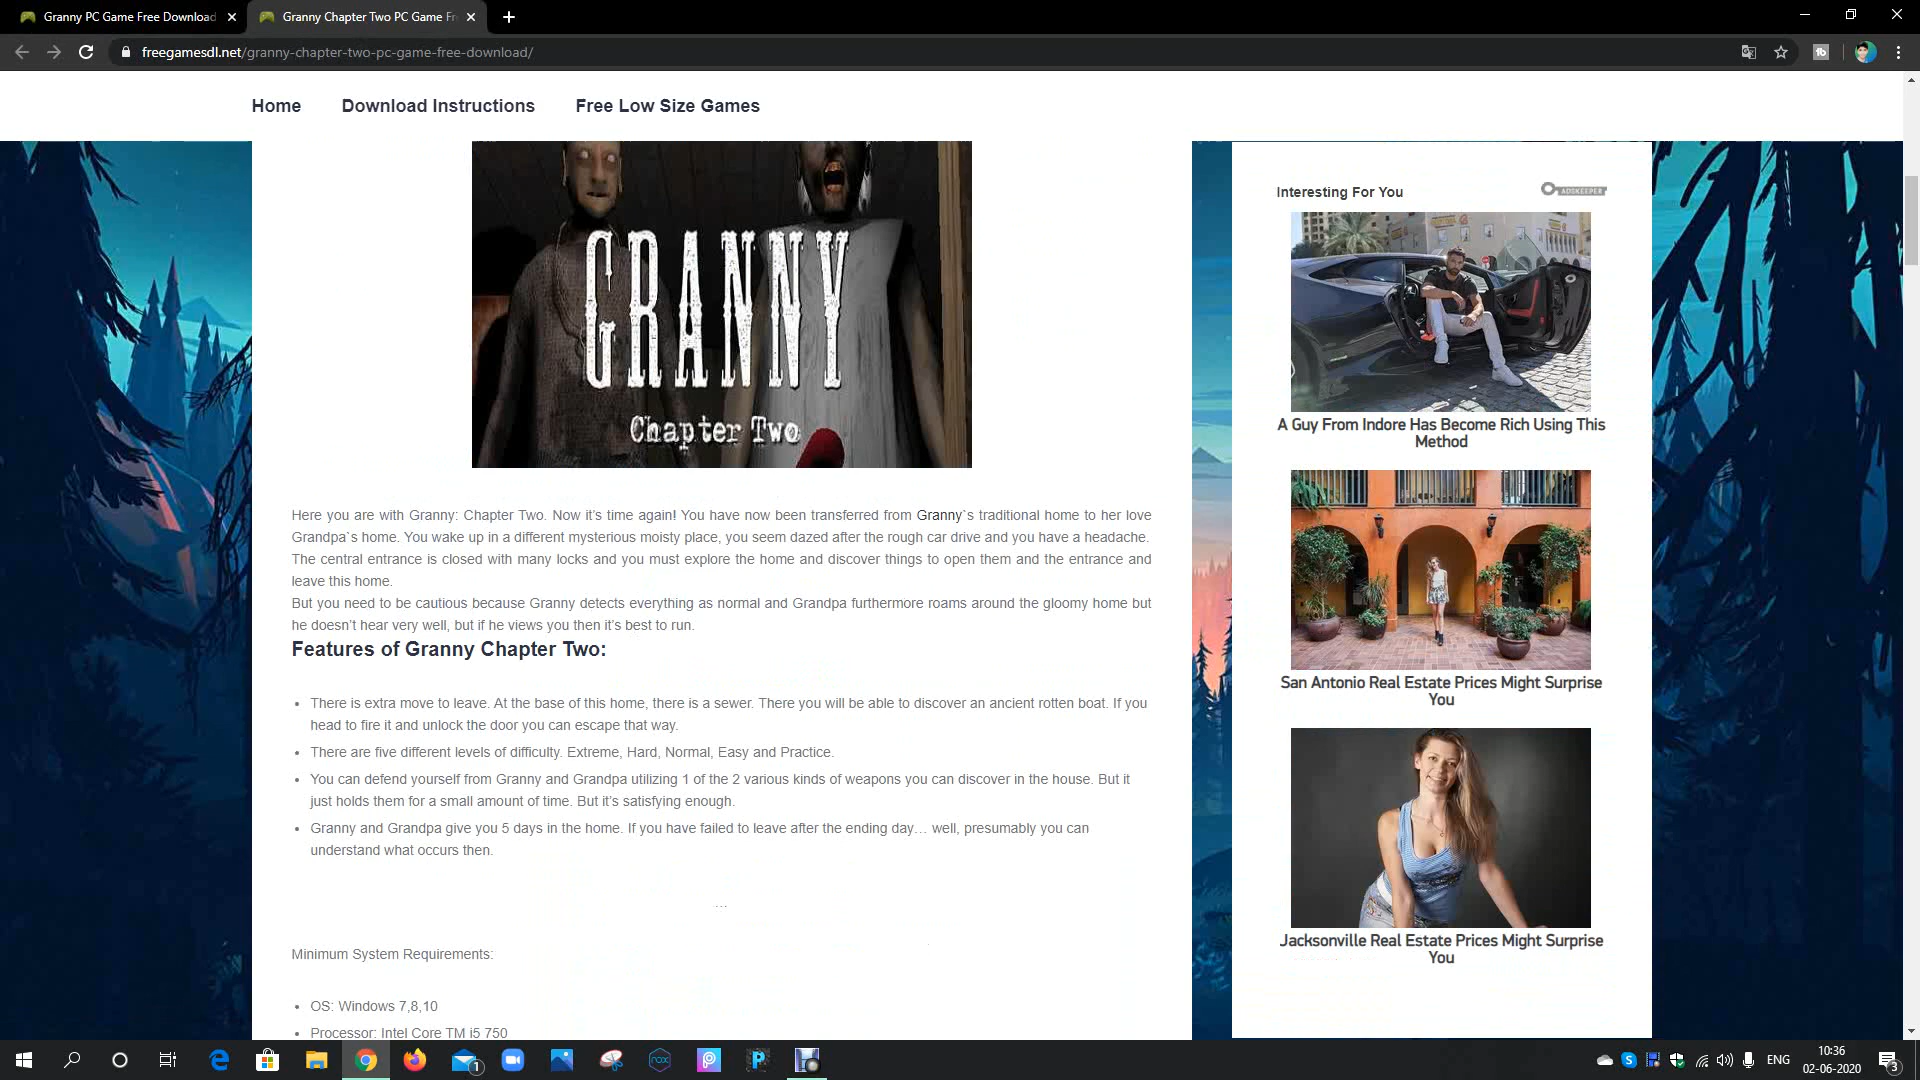 Granny PC Game Free Download
Granny Chapter Two PC Game Fr
freegamesdl.net/granny-chapter-two-pc-game-free-download/
Home
Download Instructions
Free Low Size Games
GRANNY
Chapter Two
Here you are with Granny: Chapter Two. Now it's time again! You have now been transferred from Granny`s traditional home to her love
Grandpa`s home. You wake up in a different mysterious moisty place, you seem dazed after the rough car drive and you have a headache.
The central entrance is closed with many locks and you must explore the home and discover things to open them and the entrance and
leave this home.
But you need to be cautious because Granny detects everything as normal and Grandpa furthermore roams around the gloomy home but
he doesn't hear very well, but if he views you then it's best to run.
Features of Granny Chapter Two:
• There is extra move to leave. At the base of this home, there is a sewer. There you will be able to discover an ancient rotten boat. If you
head to fire it and unlock the door you can escape that way.
• There are five different levels of difficulty. Extreme, Hard, Normal, Easy and Practice.
• You can defend yourself from Granny and Grandpa utilizing 1 of the 2 various kinds of weapons you can discover in the house. But it
just holds them for a small amount of time. But it's satisfying enough.
• Granny and Grandpa give you 5 days in the home. If you have failed to leave after the ending day… well, presumably you can
understand what occurs then.
...
Minimum System Requirements:
• OS: Windows 7,8,10
• Processor: Intel Core TM i5 750
Interesting For You
ADSKEEPER
A Guy From Indore Has Become Rich Using This
Method
San Antonio Real Estate Prices Might Surprise
You
Jacksonville Real Estate Prices Might Surprise
You
1
nox
ENG
10:36
02-06-2020
3